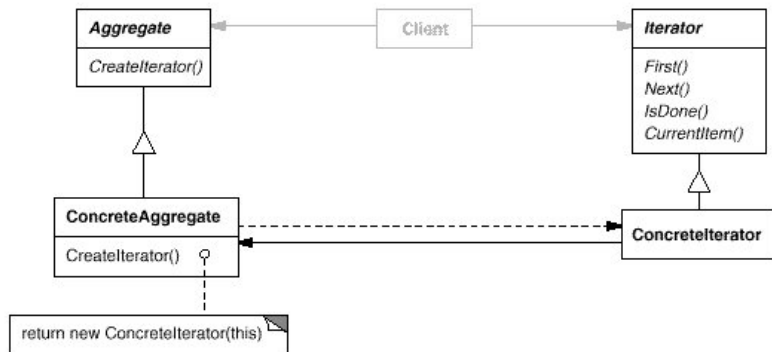 Aggregate
CreateIterator()
Client
Iterator
First()
Next()
IsDone()
CurrentItem()
ConcreteAggregate
CreateIterator()
ConcreteIterator
return new ConcreteIterator(this)